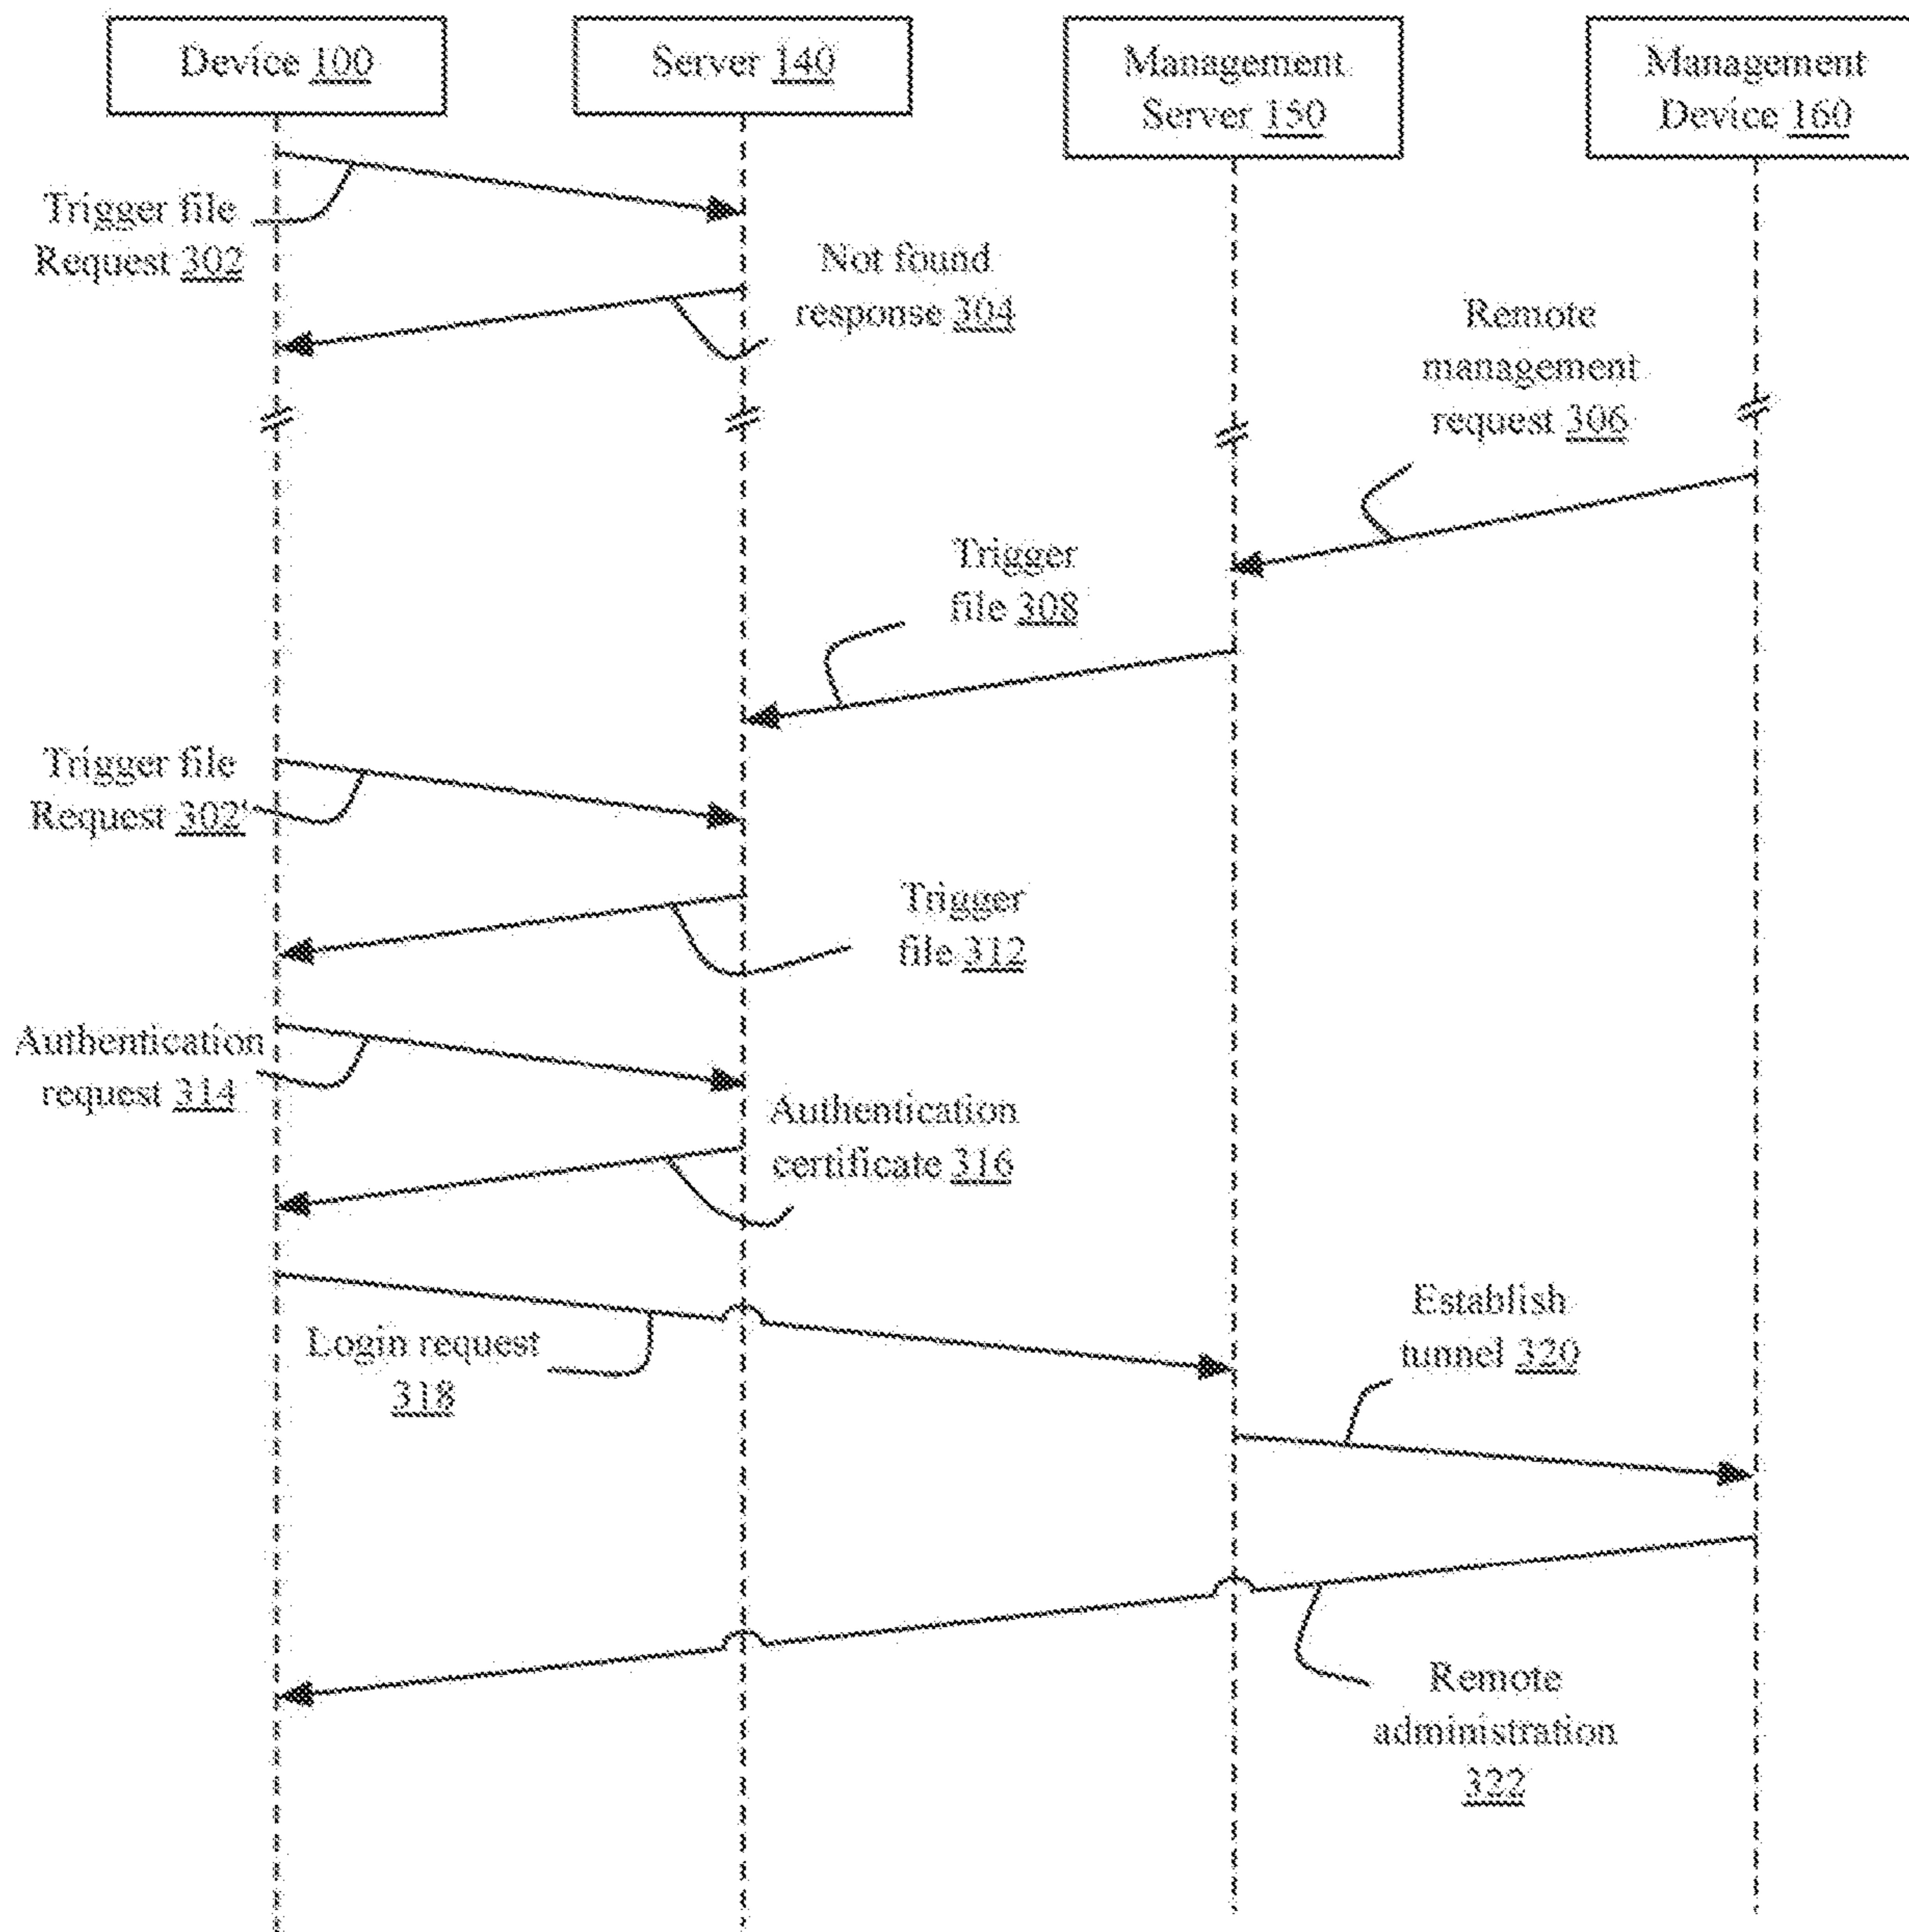 Device 100
Server 140
Management
Server 150
Management
Device 160
Trigger file
Request 302
Not found
response 304
Remote
management
request 306
Trigger
file 308
Trigger file
Request 302'
Trigger
file 312
Authentication
request 314
Authentication
certificate 316
Login request
318
Establish
tunnel 320
Remote
administration
322